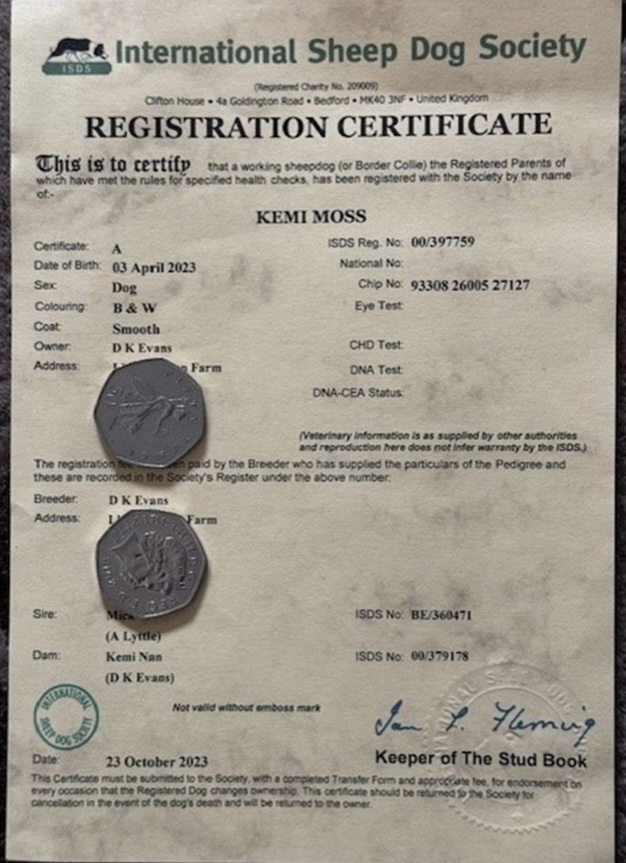 ISDS
International Sheep Dog Society
(Registered Charity No. 209009)
Clifton House • 4a Goldington Road • Bedford • MK40 3NF • United Kingdom
REGISTRATION CERTIFICATE
This is to certify that a working sheepdog (or Border Collie) the Registered Parents of
which have met the rules for specified health checks, has been registered with the Society by the name
of:-
KEMI MOSS
Certificate: A
ISDS Reg. No: 00/397759
Date of Birth: 03 April 2023
National No:
Sex: Dog
Chip No: 93308 26005 27127
Colouring: B & W
Eye Test:
Coat: Smooth
Owner: D K Evans
CHD Test:
Address: Farm
DNA Test:
DNA-CEA Status:
(Veterinary information is as supplied by other authorities
and reproduction here does not infer warranty by the ISDS.)
The registration paid by the Breeder who has supplied the particulars of the Pedigree and
these are recorded in the Society's Register under the above number:
Breeder: D K Evans
Address: Farm
Sire: Mick
ISDS No: BE/360471
(A Lyttle)
Dam: Kemi Nan
ISDS No: 00/379178
(D K Evans)
INTERNATIONAL
SHEEP DOG SOCIETY
Not valid without emboss mark
Ian L. Fleming
Keeper of The Stud Book
Date: 23 October 2023
This Certificate must be submitted to the Society, with a completed Transfer Form and appropriate fee, for endorsement on
every occasion that the Registered Dog changes ownership. This certificate should be returned to the Society for
cancellation in the event of the dog's death and will be returned to the owner.